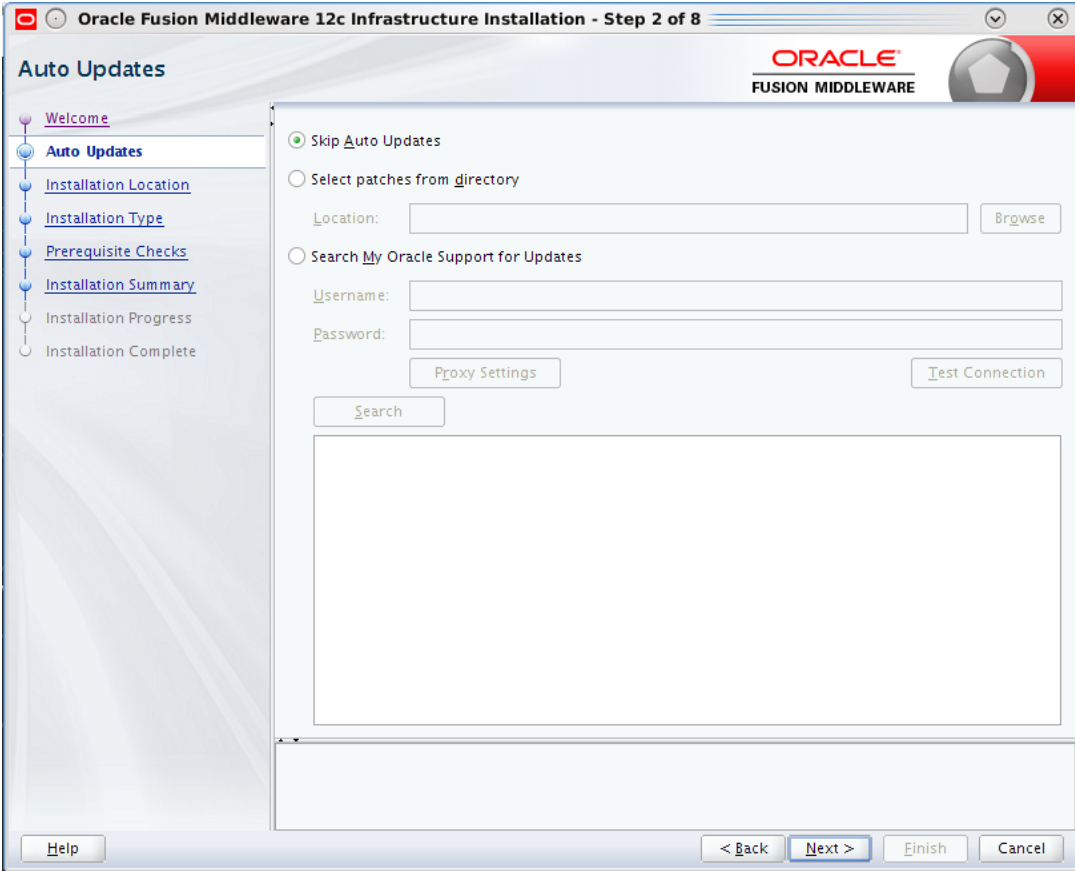 Oracle Fusion Middleware 12c Infrastructure Installation - Step 2 of 8
Auto Updates
ORACLE
FUSION MIDDLEWARE
Welcome
Auto Updates
Installation Location
Installation Type
Prerequisite Checks
Installation Summary
Installation Progress
Installation Complete
Skip Auto Updates
Select patches from directory
Location:
Browse
Search My Oracle Support for Updates
Username:
Password:
Proxy Settings
Test Connection
Search
Help
< Back
Next >
Finish
Cancel